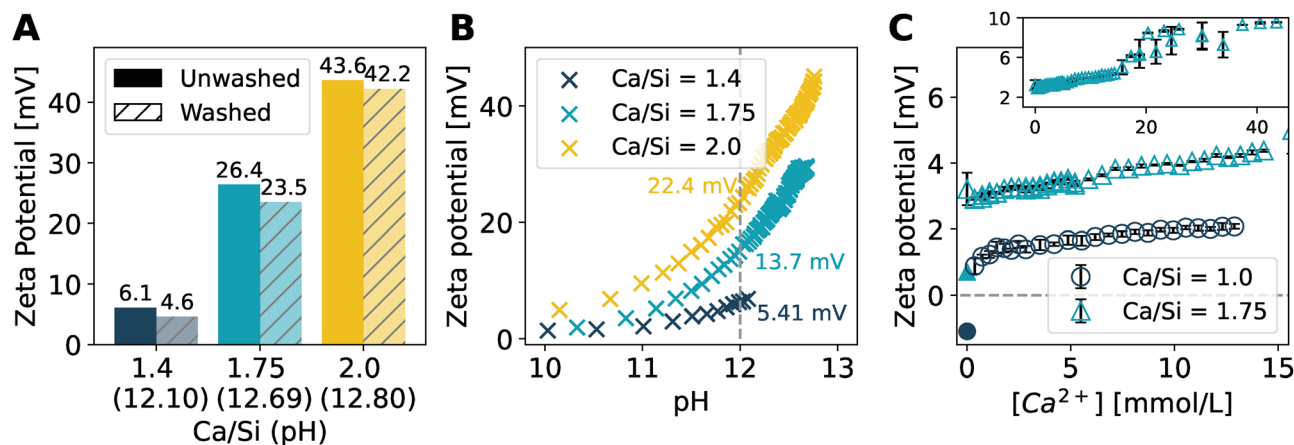 A
Zeta Potential [mV]
40
30
20
10
0
Unwashed
Washed
6.1
4.6
26.4
23.5
43.6
42.2
1.4
1.75
2.0
(12.10)
(12.69)
(12.80)
Ca/Si (pH)
B
Zeta potential [mV]
40
20
0
Ca/Si = 1.4
Ca/Si = 1.75
Ca/Si = 2.0
22.4 mV
13.7 mV
5.41 mV
10
11
12
13
pH
C
Zeta potential [mV]
6
4
2
0
10
6
2
0
20
40
Ca/Si = 1.0
Ca/Si = 1.75
0
5
10
15
[Ca²⁺] [mmol/L]